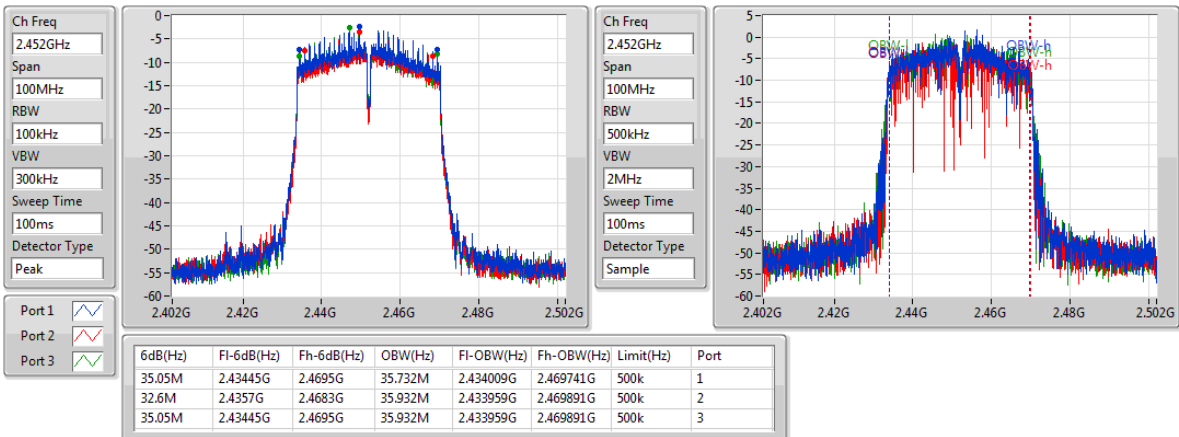 Ch Freq
2.452GHz
Span
100MHz
RBW
100kHz
VBW
300kHz
Sweep Time
100ms
Detector Type
Peak
0
-5
-10
-15
-20
-25
-30
-35
-40
-45
-50
-55
-60
2.402G 2.42G 2.44G 2.46G 2.48G 2.502G
Ch Freq
2.452GHz
Span
100MHz
RBW
500kHz
VBW
2MHz
Sweep Time
100ms
Detector Type
Sample
5
0
-5
-10
-15
-20
-25
-30
-35
-40
-45
-50
-55
-60
OBW-h
OBW-h
2.402G 2.42G 2.44G 2.46G 2.48G 2.502G
Port 1
Port 2
Port 3
6dB(Hz) Fl-6dB(Hz) Fh-6dB(Hz) OBW(Hz) Fl-OBW(Hz) Fh-OBW(Hz) Limit(Hz) Port
35.05M 2.43445G 2.4695G 35.732M 2.434009G 2.469741G 500k 1
32.6M 2.4357G 2.4683G 35.932M 2.433959G 2.469891G 500k 2
35.05M 2.43445G 2.4695G 35.932M 2.433959G 2.469891G 500k 3